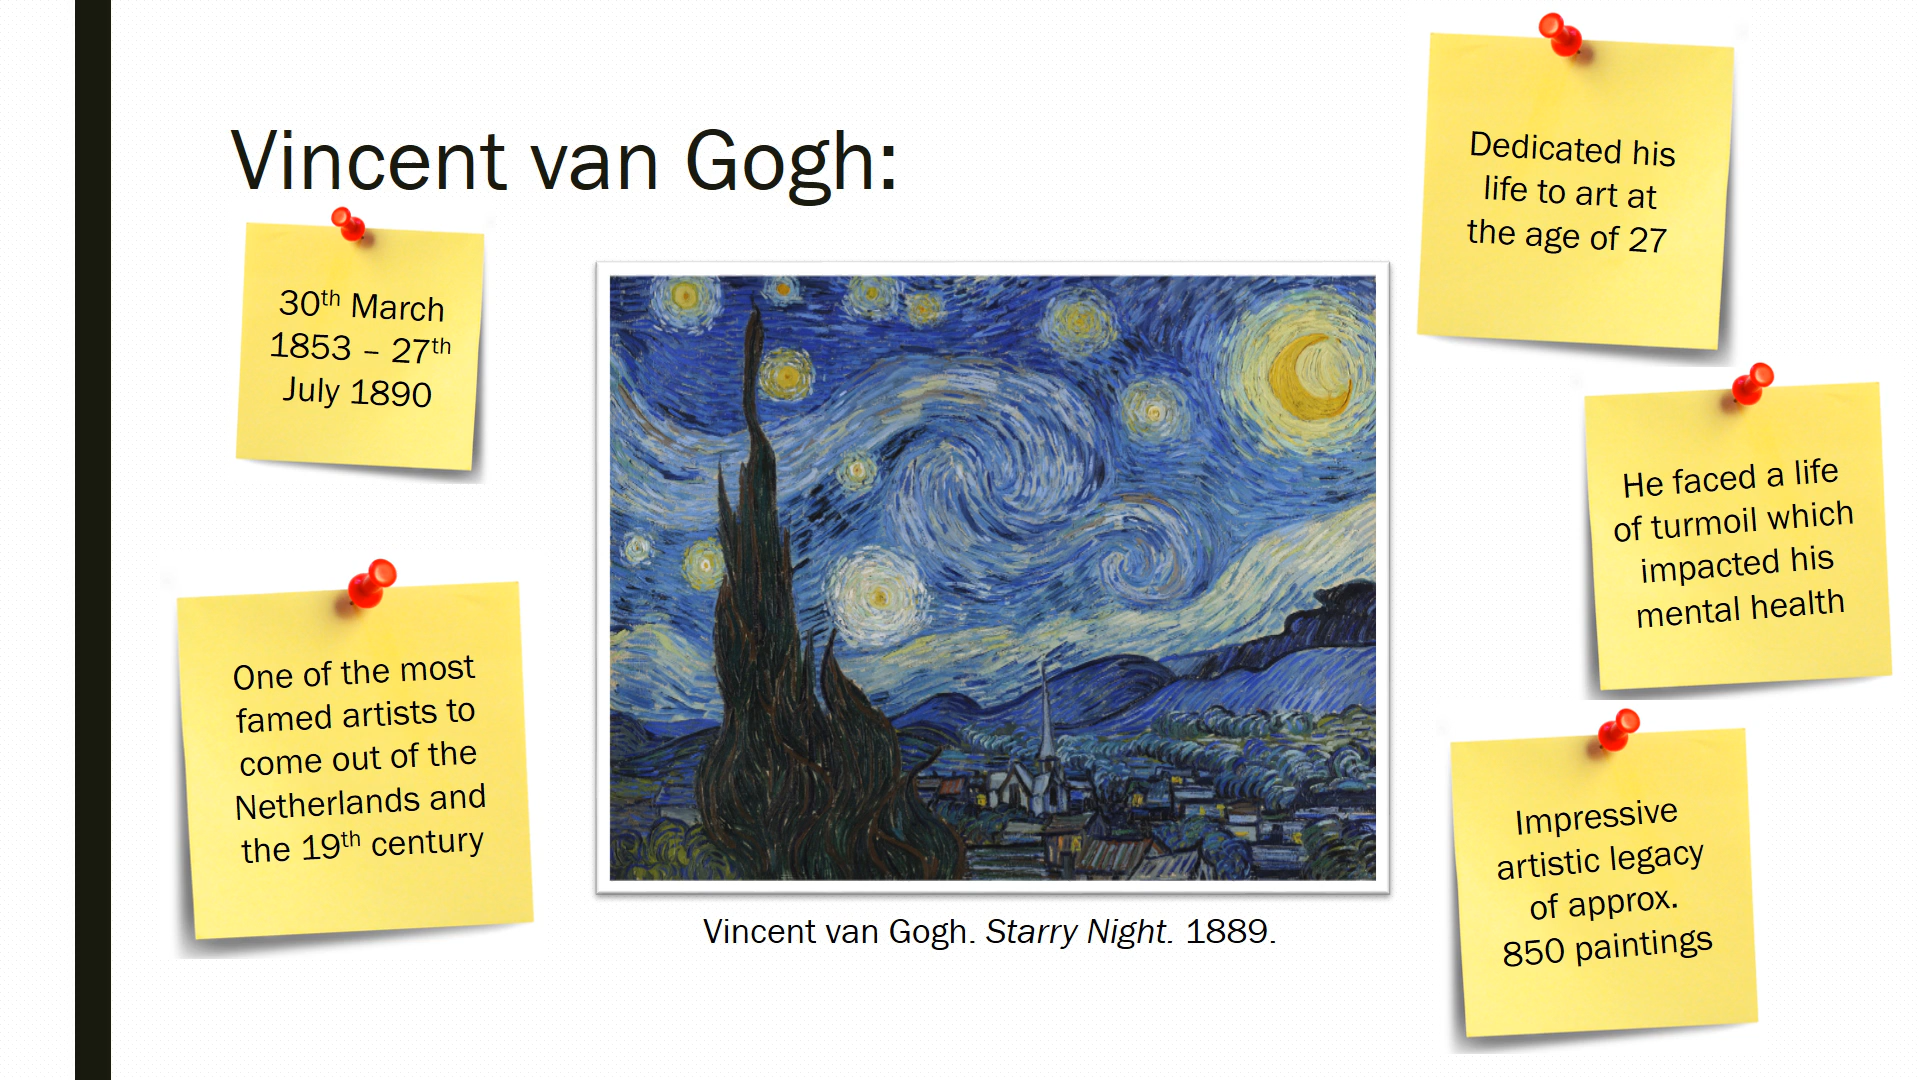 Vincent van Gogh:
30th March
1853 – 27th
July 1890
One of the most
famed artists to
come out of the
Netherlands and
the 19th century
Vincent van Gogh. Starry Night. 1889.
Dedicated his
life to art at
the age of 27
He faced a life
of turmoil which
impacted his
mental health
Impressive
artistic legacy
of approx.
850 paintings